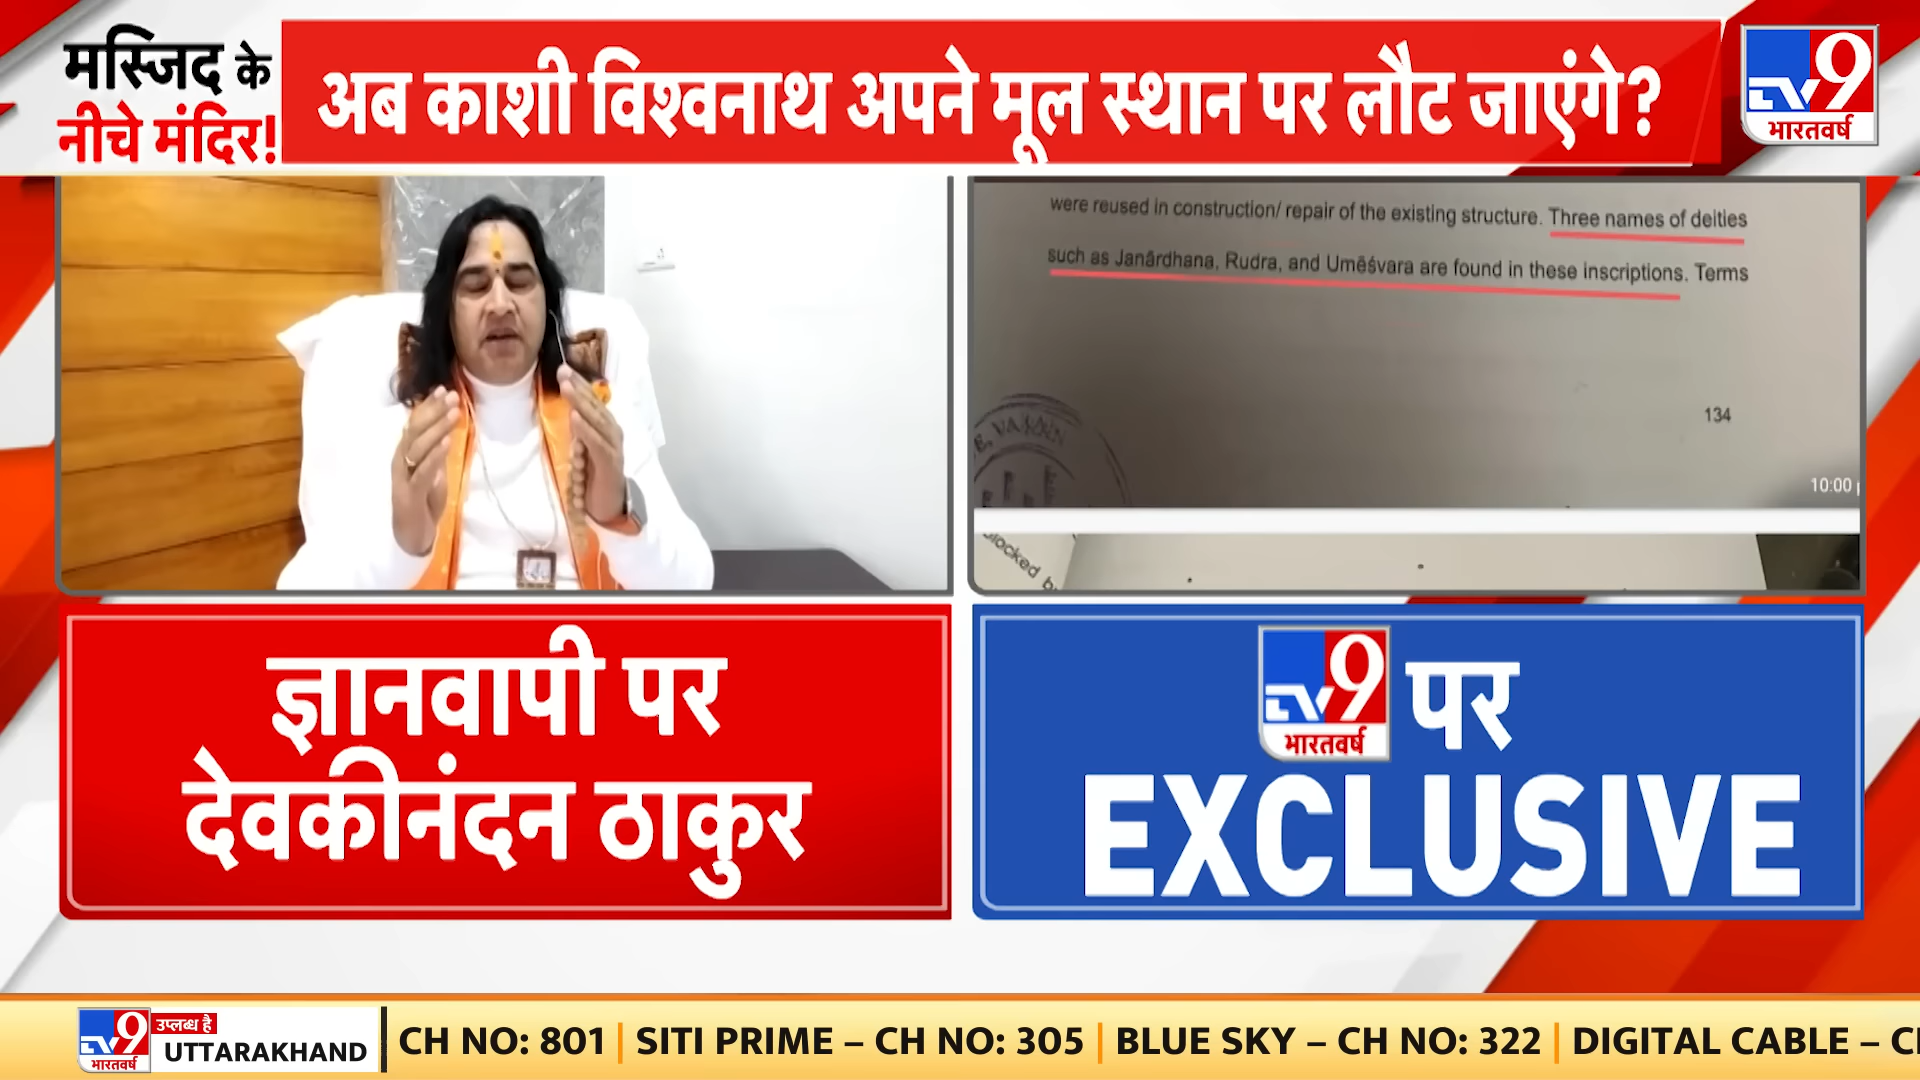 मस्जिद के
नीचे मंदिर!
अब काशी विश्वनाथ अपने मूल स्थान पर लौट जाएंगे?
TV9
भारतवर्ष
were reused in construction/ repair of the existing structure. Three names of deities
such as Janârdhana, Rudra, and Umēśvara are found in these inscriptions. Terms
134
E, VARAN
10:00
blocked b
ज्ञानवापी पर
देवकीनंदन ठाकुर
TV9
भारतवर्ष
पर
EXCLUSIVE
TV9
भारतवर्ष
उपलब्ध है
UTTARAKHAND
CH NO: 801 | SITI PRIME – CH NO: 305 | BLUE SKY – CH NO: 322 | DIGITAL CABLE –